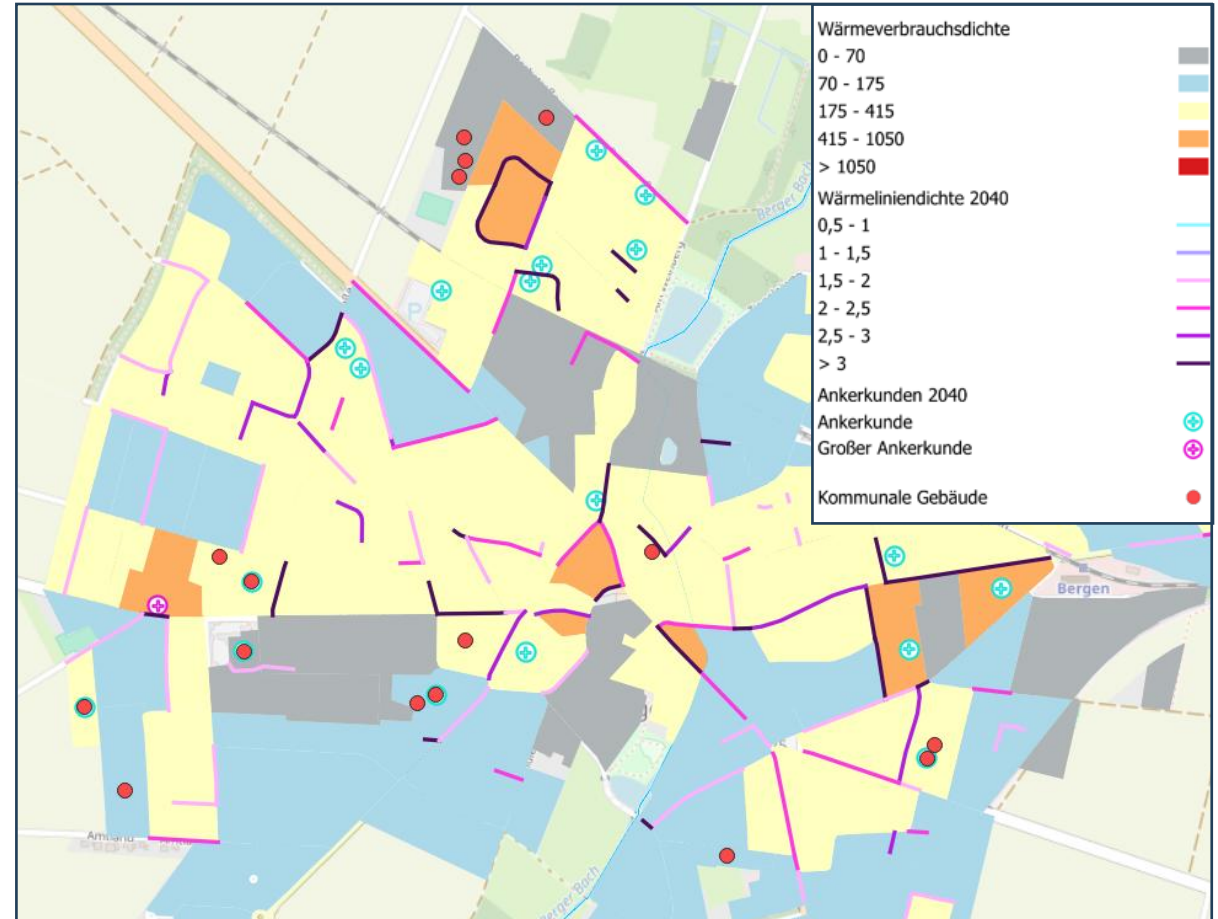 Wärmeverbrauchsdichte
0 - 70
70 - 175
175 - 415
415 - 1050
> 1050
Wärmeliniendichte 2040
0,5 - 1
1 - 1,5
1,5 - 2
2 - 2,5
2,5 - 3
> 3
Ankerkunden 2040
Ankerkunde
Großer Ankerkunde
Kommunale Gebäude
Berger Bach
P
Bergen
Berger Bach